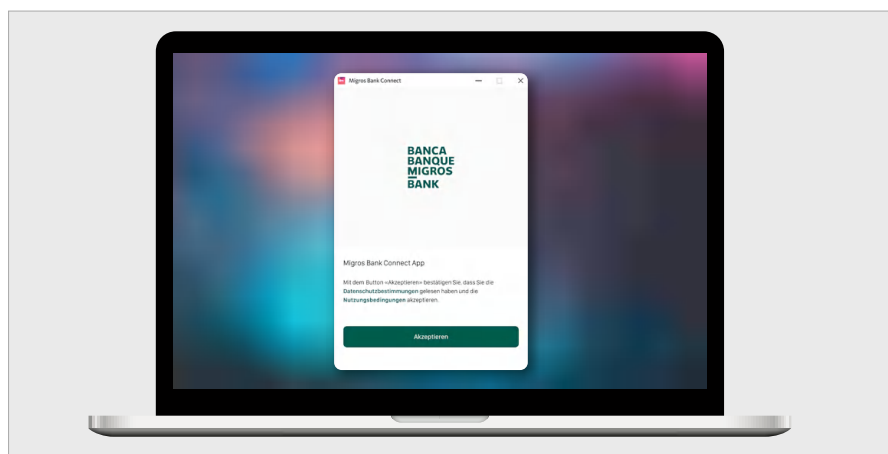 Migros Bank Connect
BANCA
BANQUE
MIGROS
BANK
Migros Bank Connect App
Mit dem Button «Akzeptieren» bestätigen Sie, dass Sie die
Datenschutzbestimmungen gelesen haben und die
Nutzungsbedingungen akzeptieren.
Akzeptieren